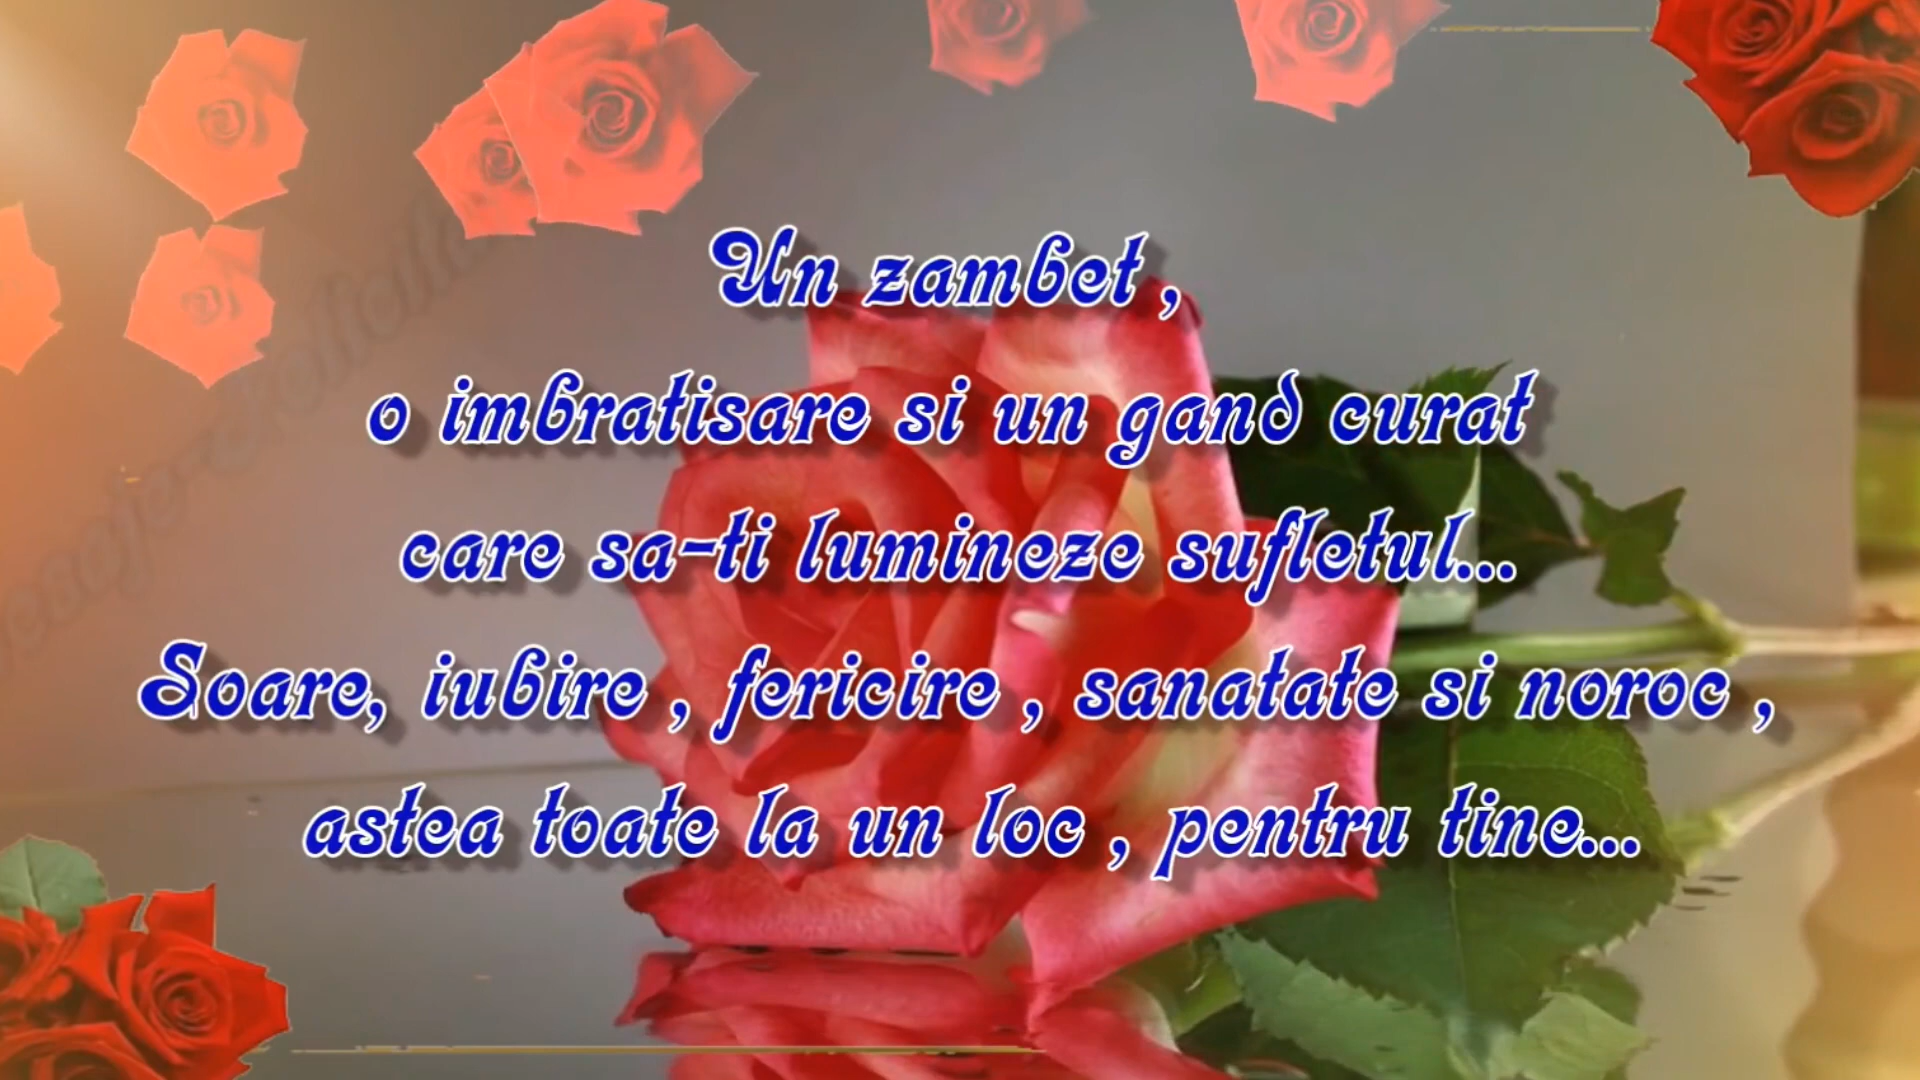 Un zambet ,
o imbratisare si un gand curat
care sa-ti lumineze sufletul...
Soare, iubire , fericire , sanatate si noroc ,
astea toate la un loc , pentru tine...